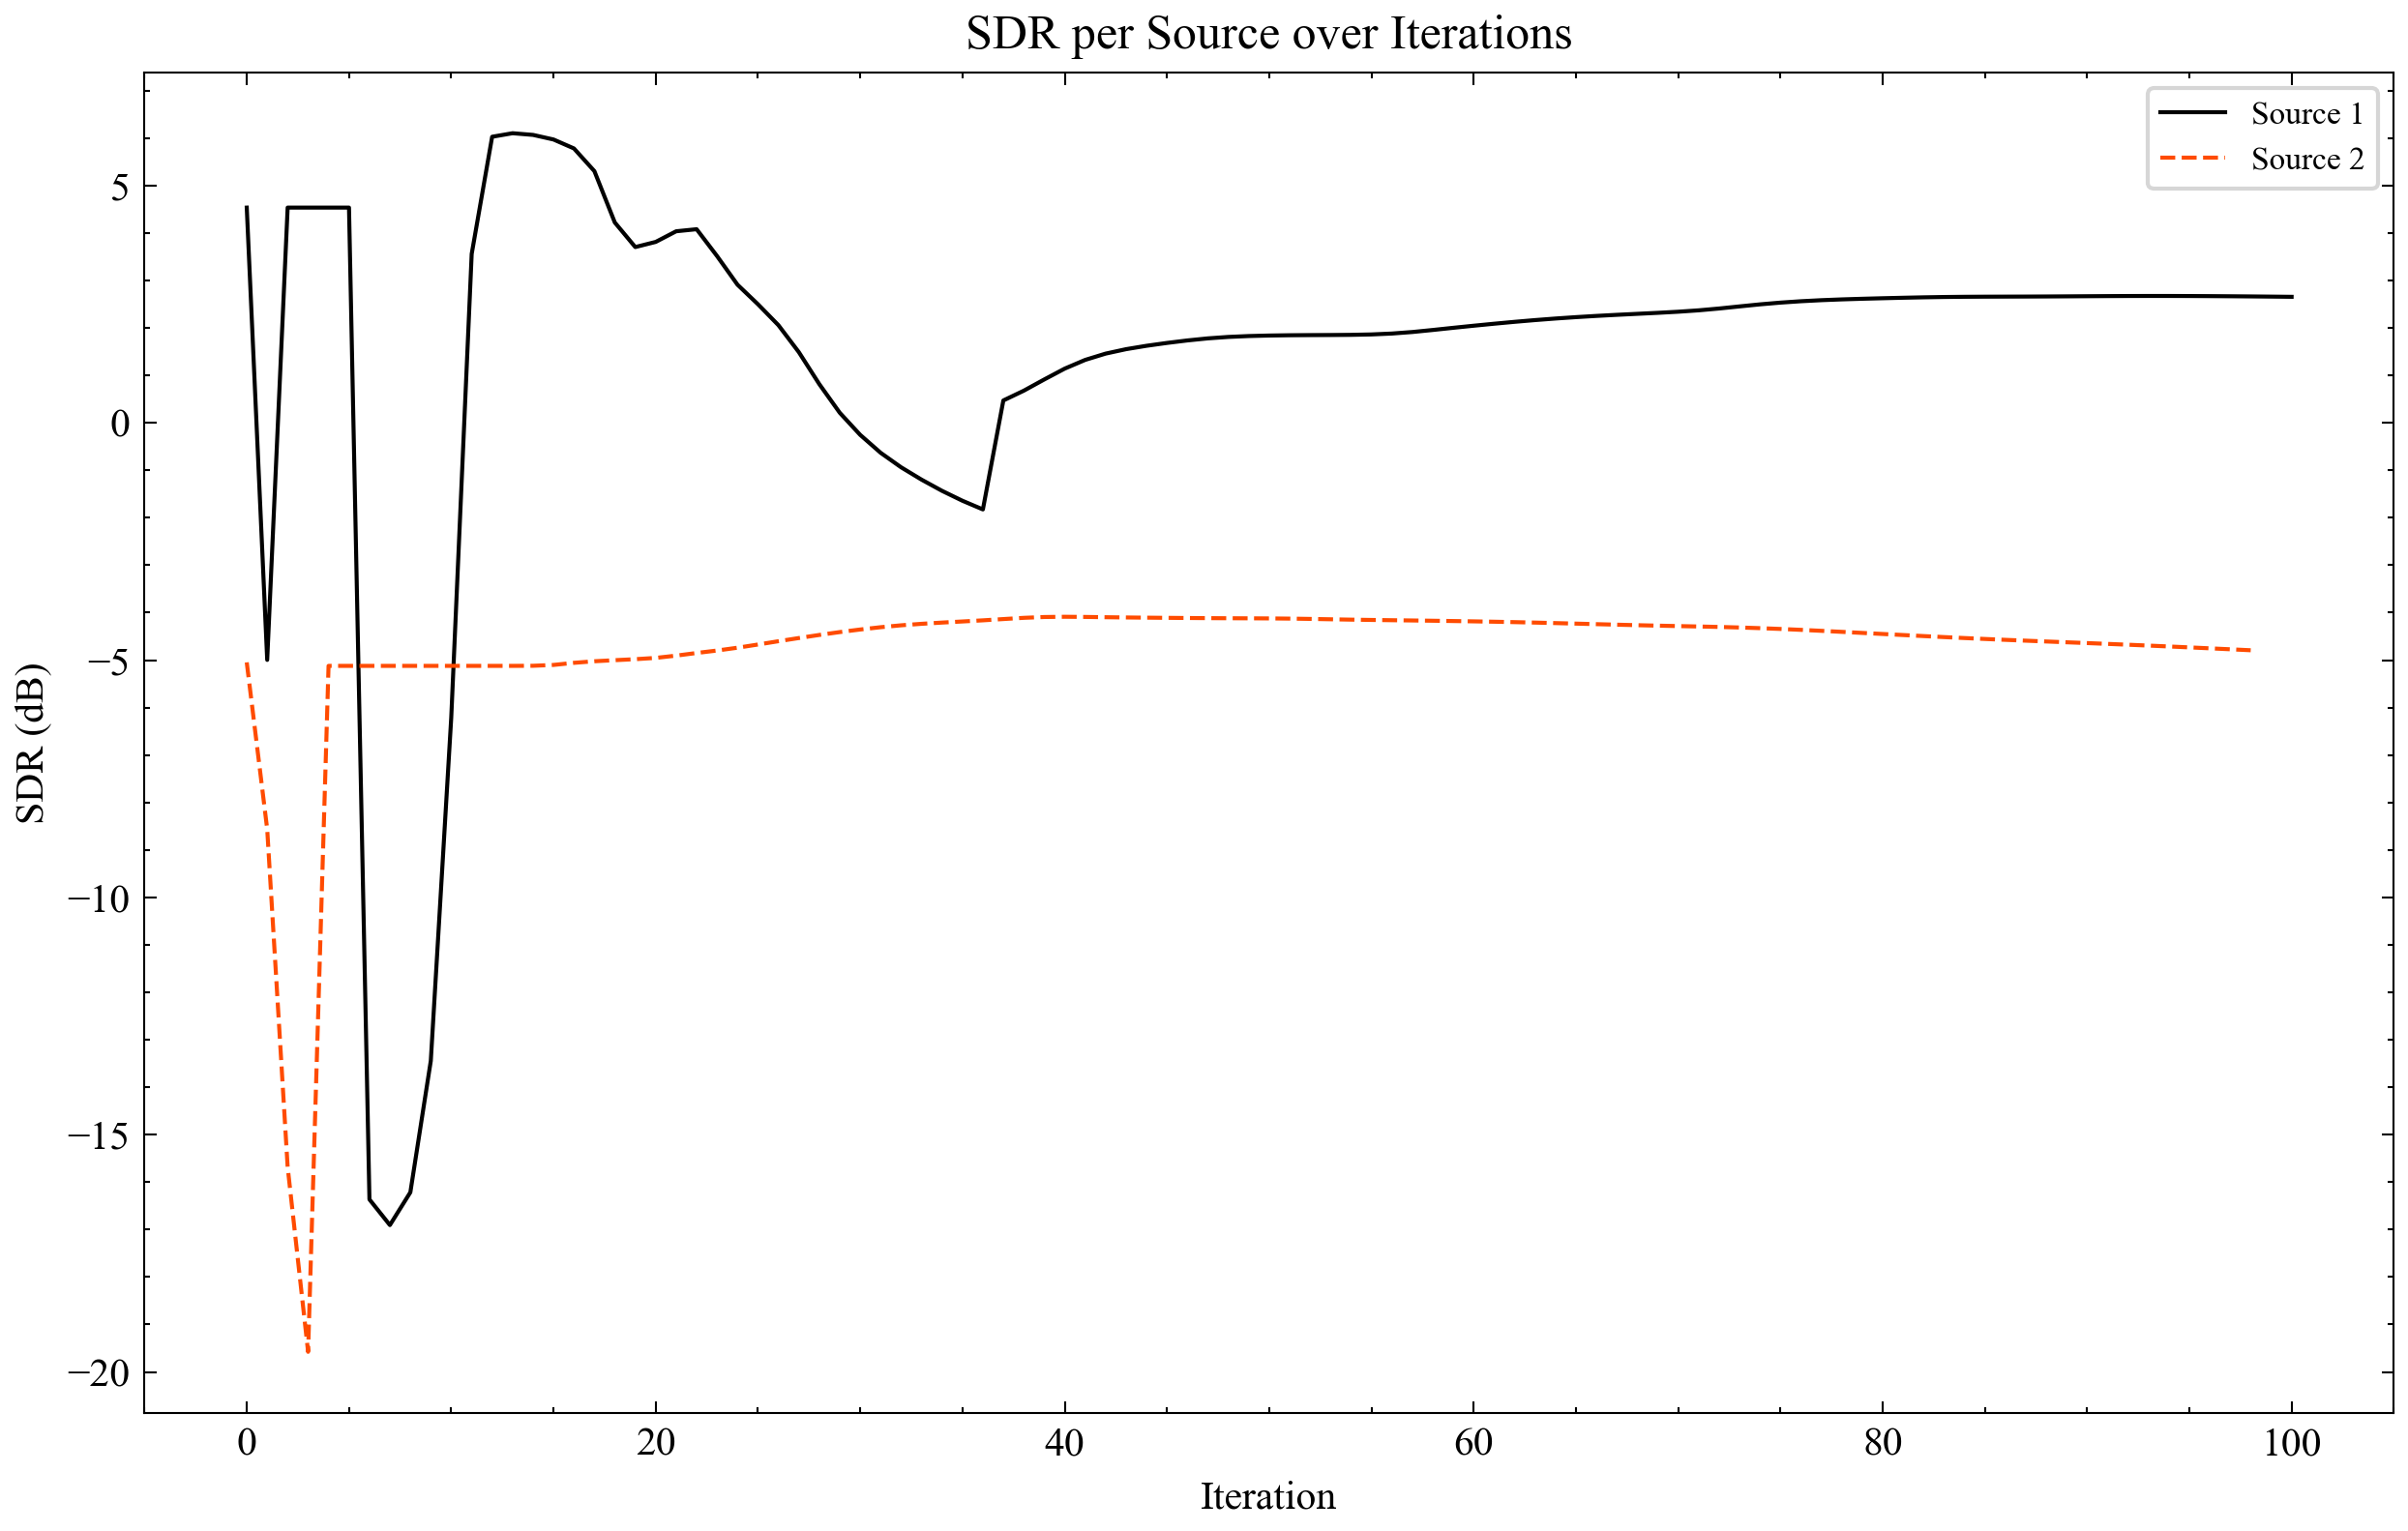 SDR per Source over Iterations
Source 1
Source 2
5
0
−5
−10
−15
−20
SDR (dB)
0 20 40 60 80 100
Iteration